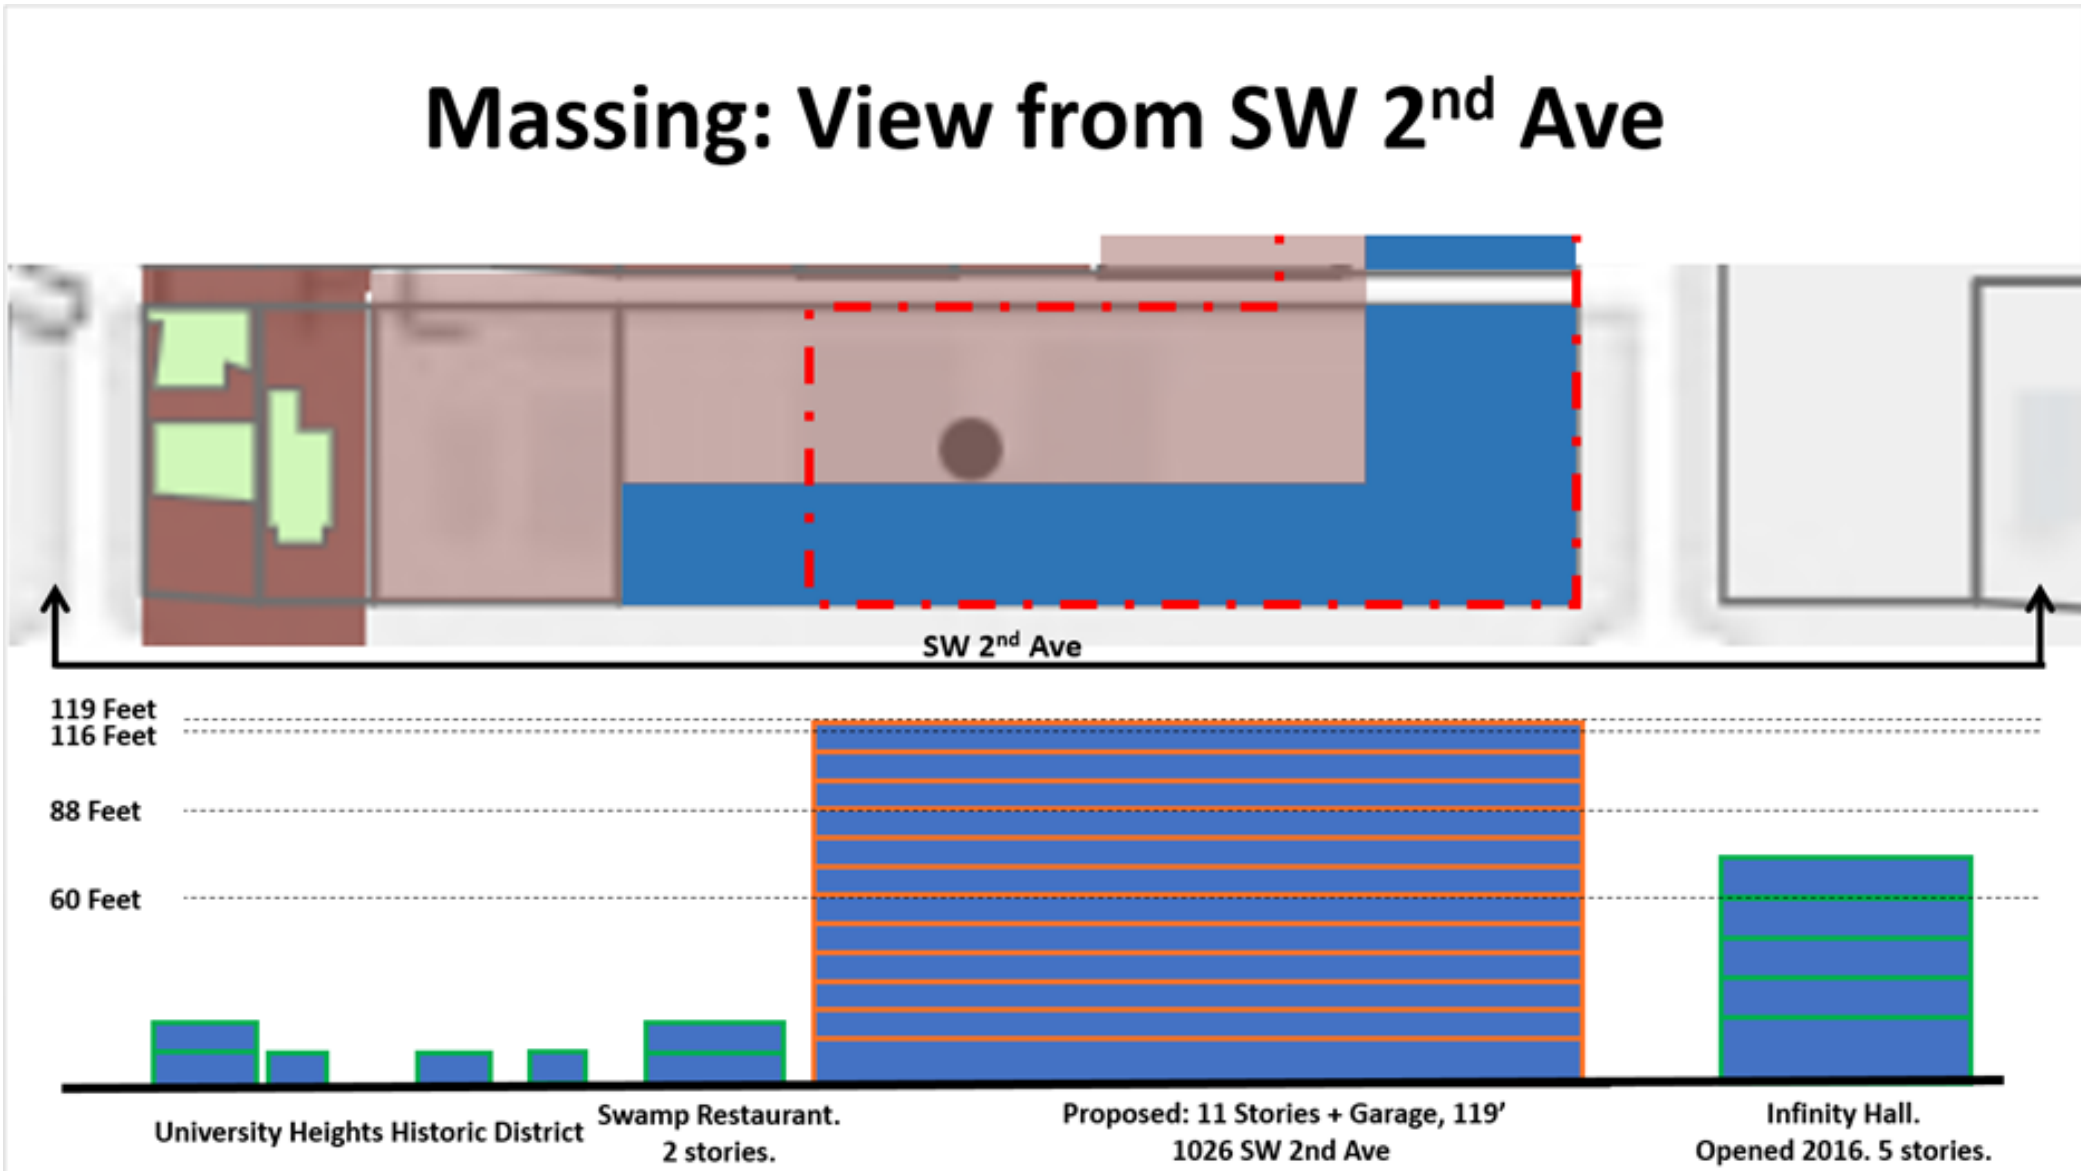 Massing: View from SW 2nd Ave
SW 2nd Ave
119 Feet
116 Feet
88 Feet
60 Feet
University Heights Historic District
Swamp Restaurant.
2 stories.
Proposed: 11 Stories + Garage, 119’
1026 SW 2nd Ave
Infinity Hall.
Opened 2016. 5 stories.